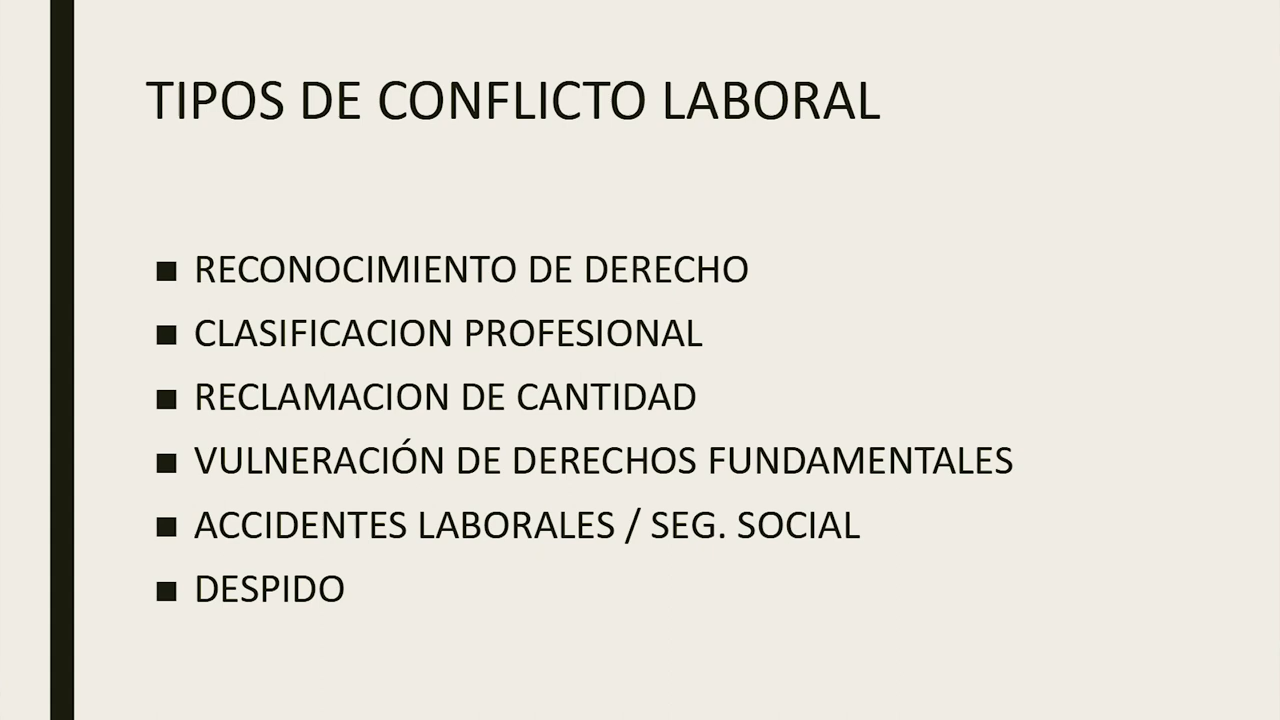 TIPOS DE CONFLICTO LABORAL
■ RECONOCIMIENTO DE DERECHO
■ CLASIFICACION PROFESIONAL
■ RECLAMACION DE CANTIDAD
■ VULNERACIÓN DE DERECHOS FUNDAMENTALES
■ ACCIDENTES LABORALES / SEG. SOCIAL
■ DESPIDO